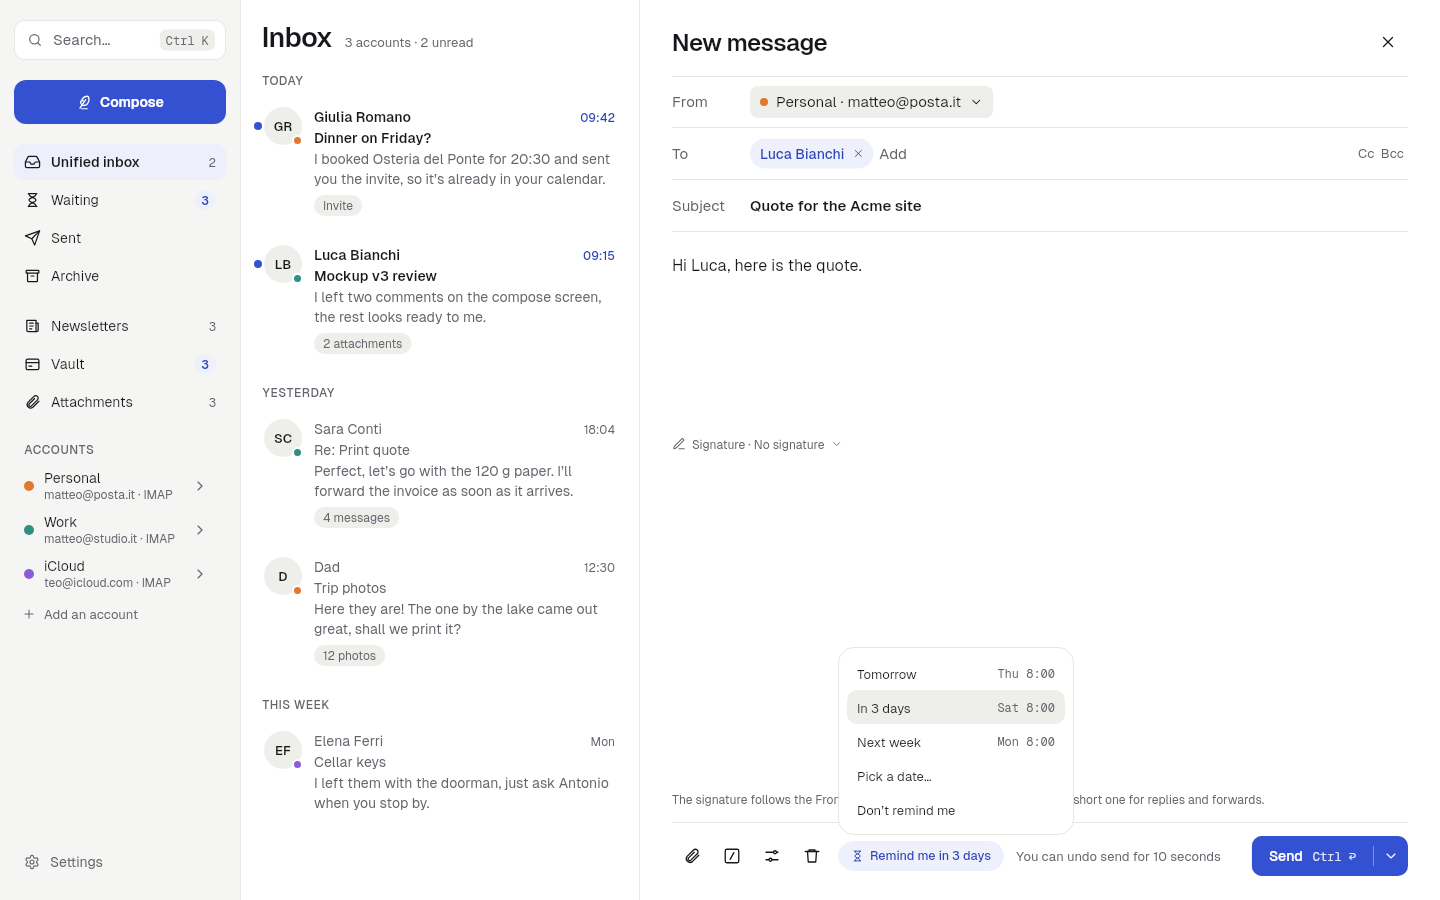 Search...
Ctrl K
Compose
Unified inbox 2
Waiting 3
Sent
Archive
Newsletters 3
Vault 3
Attachments 3
ACCOUNTS
Personal
matteo@posta.it · IMAP
Work
matteo@studio.it · IMAP
iCloud
teo@icloud.com · IMAP
Add an account
Settings
Inbox 3 accounts · 2 unread
TODAY
GR
Giulia Romano 09:42
Dinner on Friday?
I booked Osteria del Ponte for 20:30 and sent
you the invite, so it's already in your calendar.
Invite
LB
Luca Bianchi 09:15
Mockup v3 review
I left two comments on the compose screen,
the rest looks ready to me.
2 attachments
YESTERDAY
SC
Sara Conti 18:04
Re: Print quote
Perfect, let's go with the 120 g paper. I'll
forward the invoice as soon as it arrives.
4 messages
D
Dad 12:30
Trip photos
Here they are! The one by the lake came out
great, shall we print it?
12 photos
THIS WEEK
EF
Elena Ferri Mon
Cellar keys
I left them with the doorman, just ask Antonio
when you stop by.
New message
From Personal · matteo@posta.it
To Luca Bianchi × Add Cc Bcc
Subject Quote for the Acme site
Hi Luca, here is the quote.
Signature · No signature
Tomorrow Thu 8:00
In 3 days Sat 8:00
Next week Mon 8:00
Pick a date...
Don't remind me
The signature follows the short one for replies and forwards.
Remind me in 3 days
You can undo send for 10 seconds
Send Ctrl